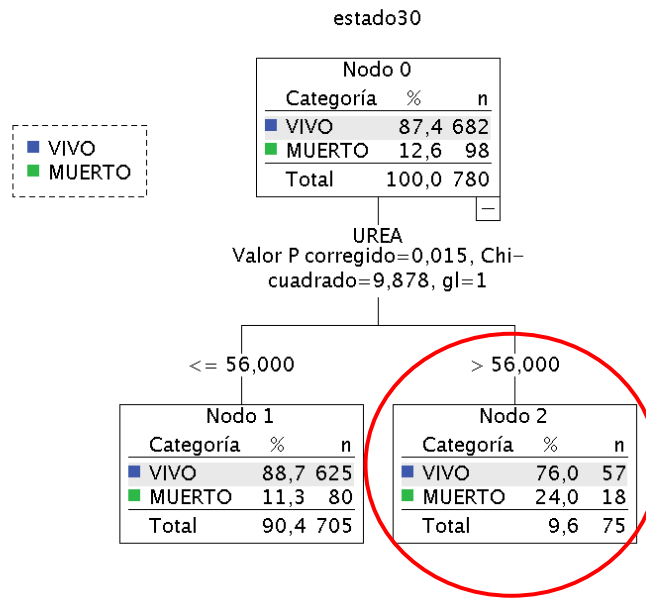 estado30
Nodo 0
Categoría % n
VIVO 87,4 682
MUERTO 12,6 98
Total 100,0 780
VIVO
MUERTO
UREA
Valor P corregido=0,015, Chi-
cuadrado=9,878, gl=1
<= 56,000
> 56,000
Nodo 1
Categoría % n
VIVO 88,7 625
MUERTO 11,3 80
Total 90,4 705
Nodo 2
Categoría % n
VIVO 76,0 57
MUERTO 24,0 18
Total 9,6 75